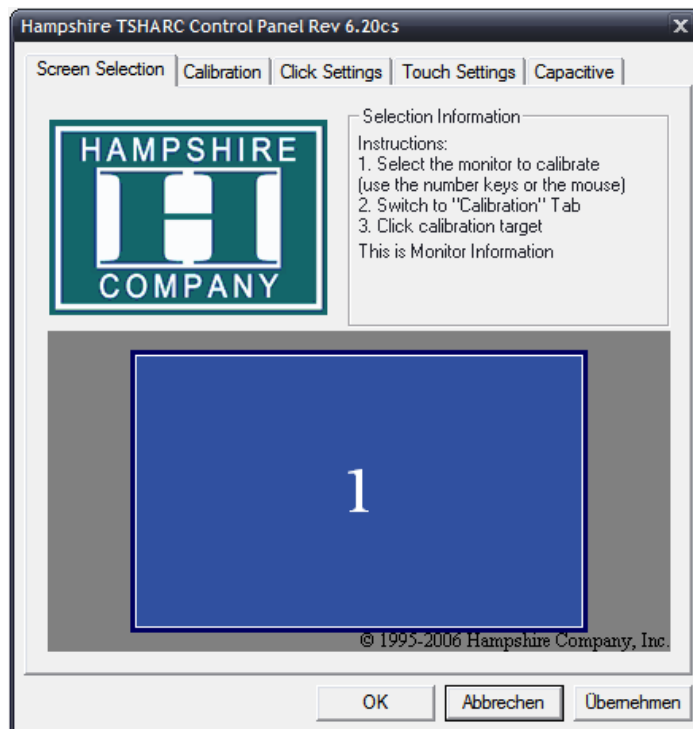 Hampshire TSHARC Control Panel Rev 6.20cs
Screen Selection Calibration Click Settings Touch Settings Capacitive
HAMPSHIRE
COMPANY
Selection Information
Instructions:
1. Select the monitor to calibrate
(use the number keys or the mouse)
2. Switch to "Calibration" Tab
3. Click calibration target
This is Monitor Information
1
© 1995-2006 Hampshire Company, Inc.
OK Abbrechen Übernehmen